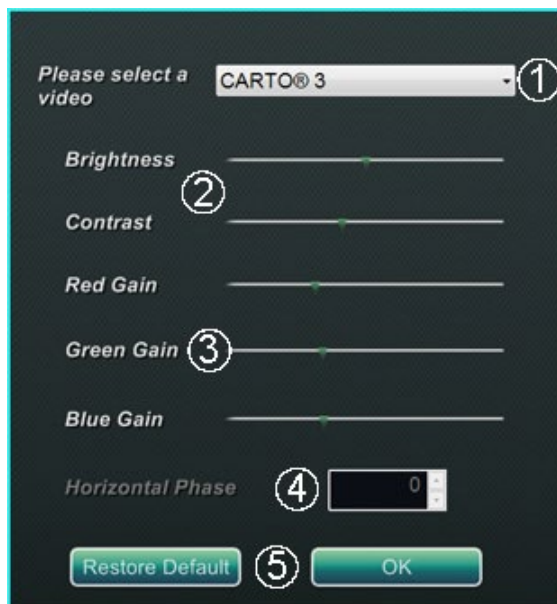 Please select a
video
CARTO® 3
1
Brightness
2
Contrast
Red Gain
Green Gain
3
Blue Gain
Horizontal Phase
4
0
Restore Default
5
OK